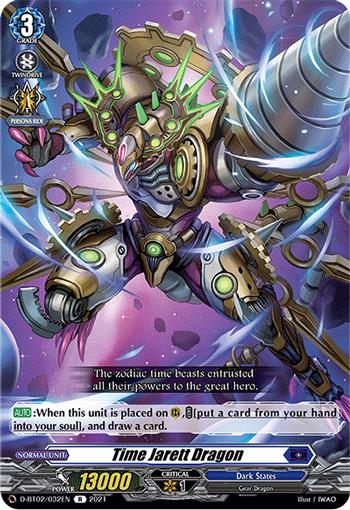 3
GRADE
TWINDRIVE
PERSONA RIDE
The zodiac time beasts entrusted
all their powers to the great hero.
AUTO:When this unit is placed on ,[put a card from your hand
into your soul], and draw a card.
NORMAL UNIT
Time Jarett Dragon
POWER 13000 CRITICAL 1 Dark States
Gear Dragon
D-BT02/032EN R 2021 Illust / IWAO